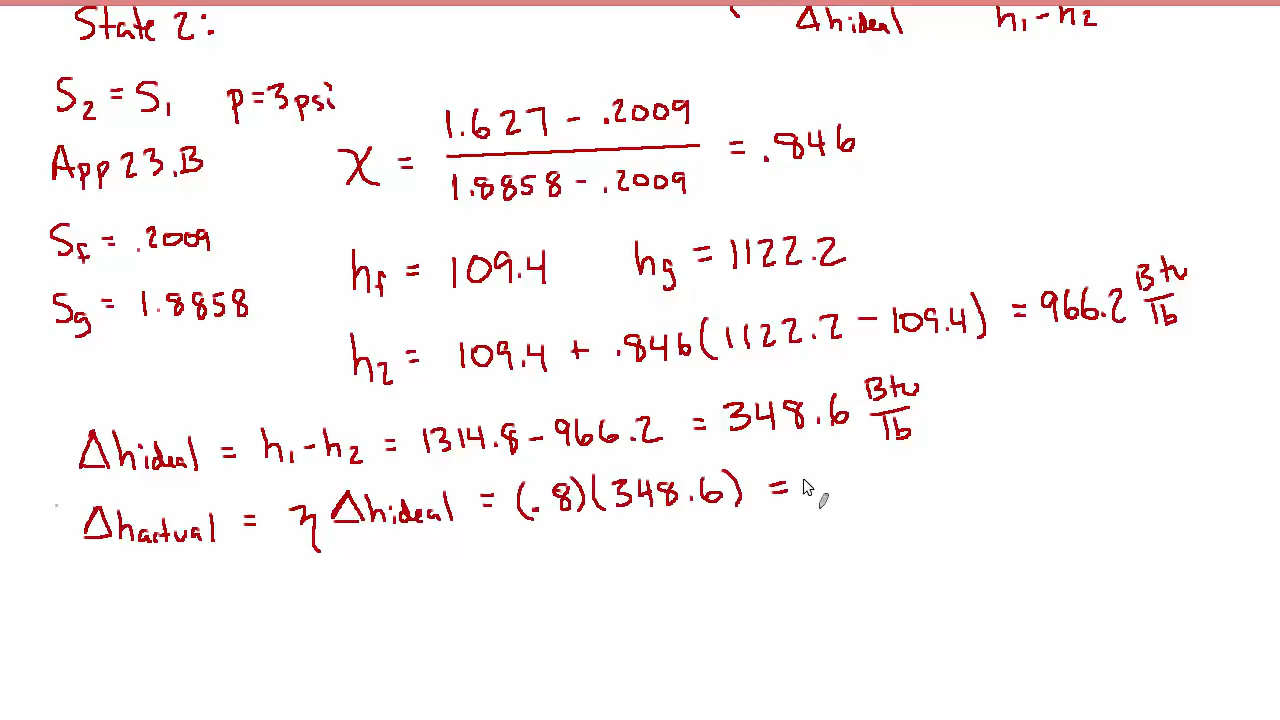 State 2:
Δhideal h₁-h₂
S₂ = S₁ p=3psi
App 23.B
χ = 1.627 - .2009 / 1.8858 - .2009 = .846
Sf = .2009
Sg = 1.8858
hf = 109.4 hg = 1122.2
h₂ = 109.4 + .846(1122.2 - 109.4) = 966.2 Btu/lb
Δhideal = h₁-h₂ = 1314.8 - 966.2 = 348.6 Btu/lb
Δhactual = η Δhideal = (.8)(348.6) =